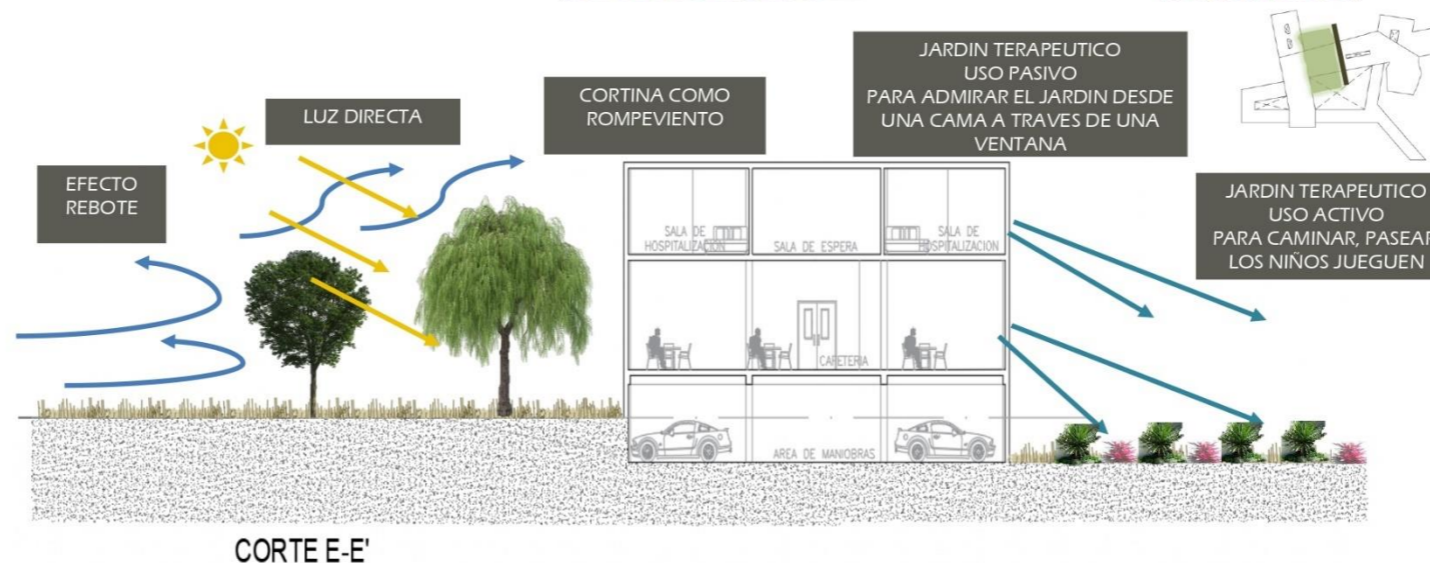 JARDIN TERAPEUTICO
USO PASIVO
PARA ADMIRAR EL JARDIN DESDE
UNA CAMA A TRAVES DE UNA
VENTANA
CORTINA COMO
ROMPEVIENTO
LUZ DIRECTA
EFECTO
REBOTE
JARDIN TERAPEUTICO
USO ACTIVO
PARA CAMINAR, PASEAR
LOS NIÑOS JUEGUEN
SALA DE
HOSPITALIZACION
SALA DE ESPERA
SALA DE
HOSPITALIZACION
CAFETERIA
AREA DE MANIOBRAS
CORTE E-E'